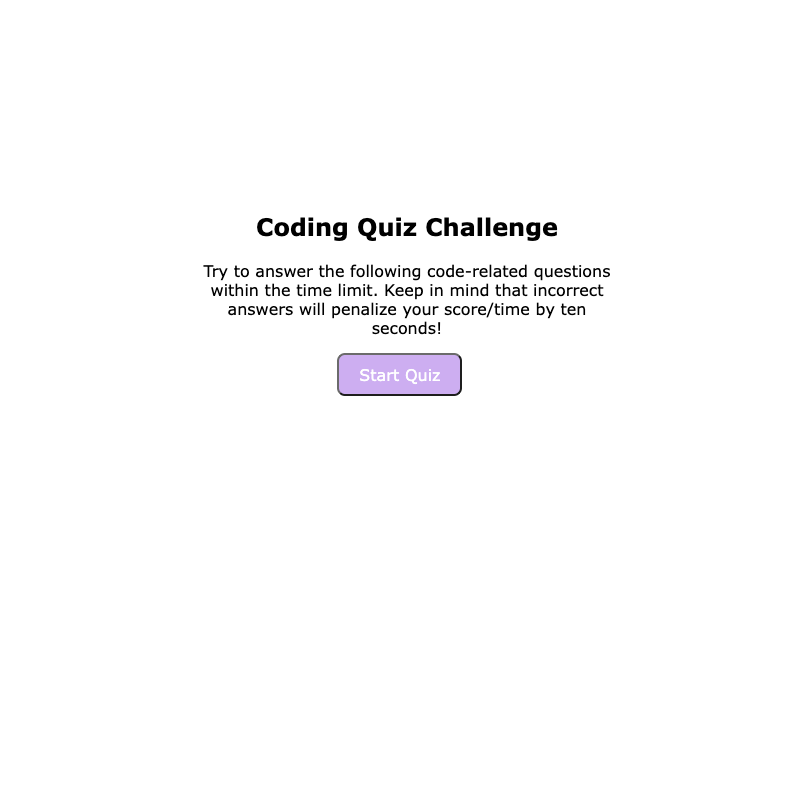 Coding Quiz Challenge
Try to answer the following code-related questions
within the time limit. Keep in mind that incorrect
answers will penalize your score/time by ten
seconds!
Start Quiz